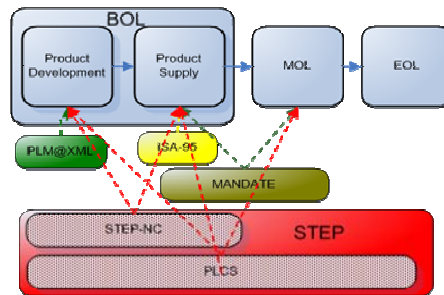 BOL
Product
Development
Product
Supply
MOL
EOL
PLM@XML
ISA-95
MANDATE
STEP-NC
STEP
PLCS